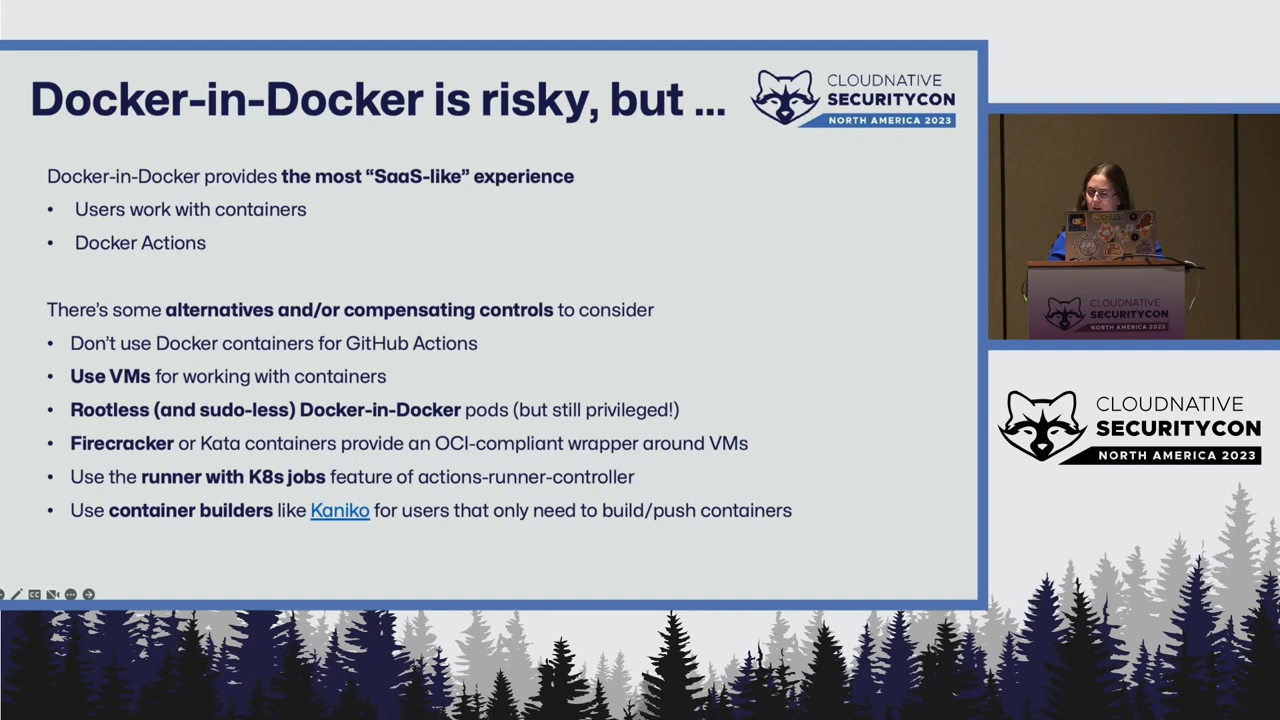 Docker-in-Docker is risky, but ...
CLOUDNATIVE
SECURITYCON
NORTH AMERICA 2023
Docker-in-Docker provides the most “SaaS-like” experience
• Users work with containers
• Docker Actions
There’s some alternatives and/or compensating controls to consider
• Don’t use Docker containers for GitHub Actions
• Use VMs for working with containers
• Rootless (and sudo-less) Docker-in-Docker pods (but still privileged!)
• Firecracker or Kata containers provide an OCI-compliant wrapper around VMs
• Use the runner with K8s jobs feature of actions-runner-controller
• Use container builders like Kaniko for users that only need to build/push containers
CLOUDNATIVE
SECURITYCON
NORTH AMERICA 2023
CLOUDNATIVE
SECURITYCON
NORTH AMERICA 2023